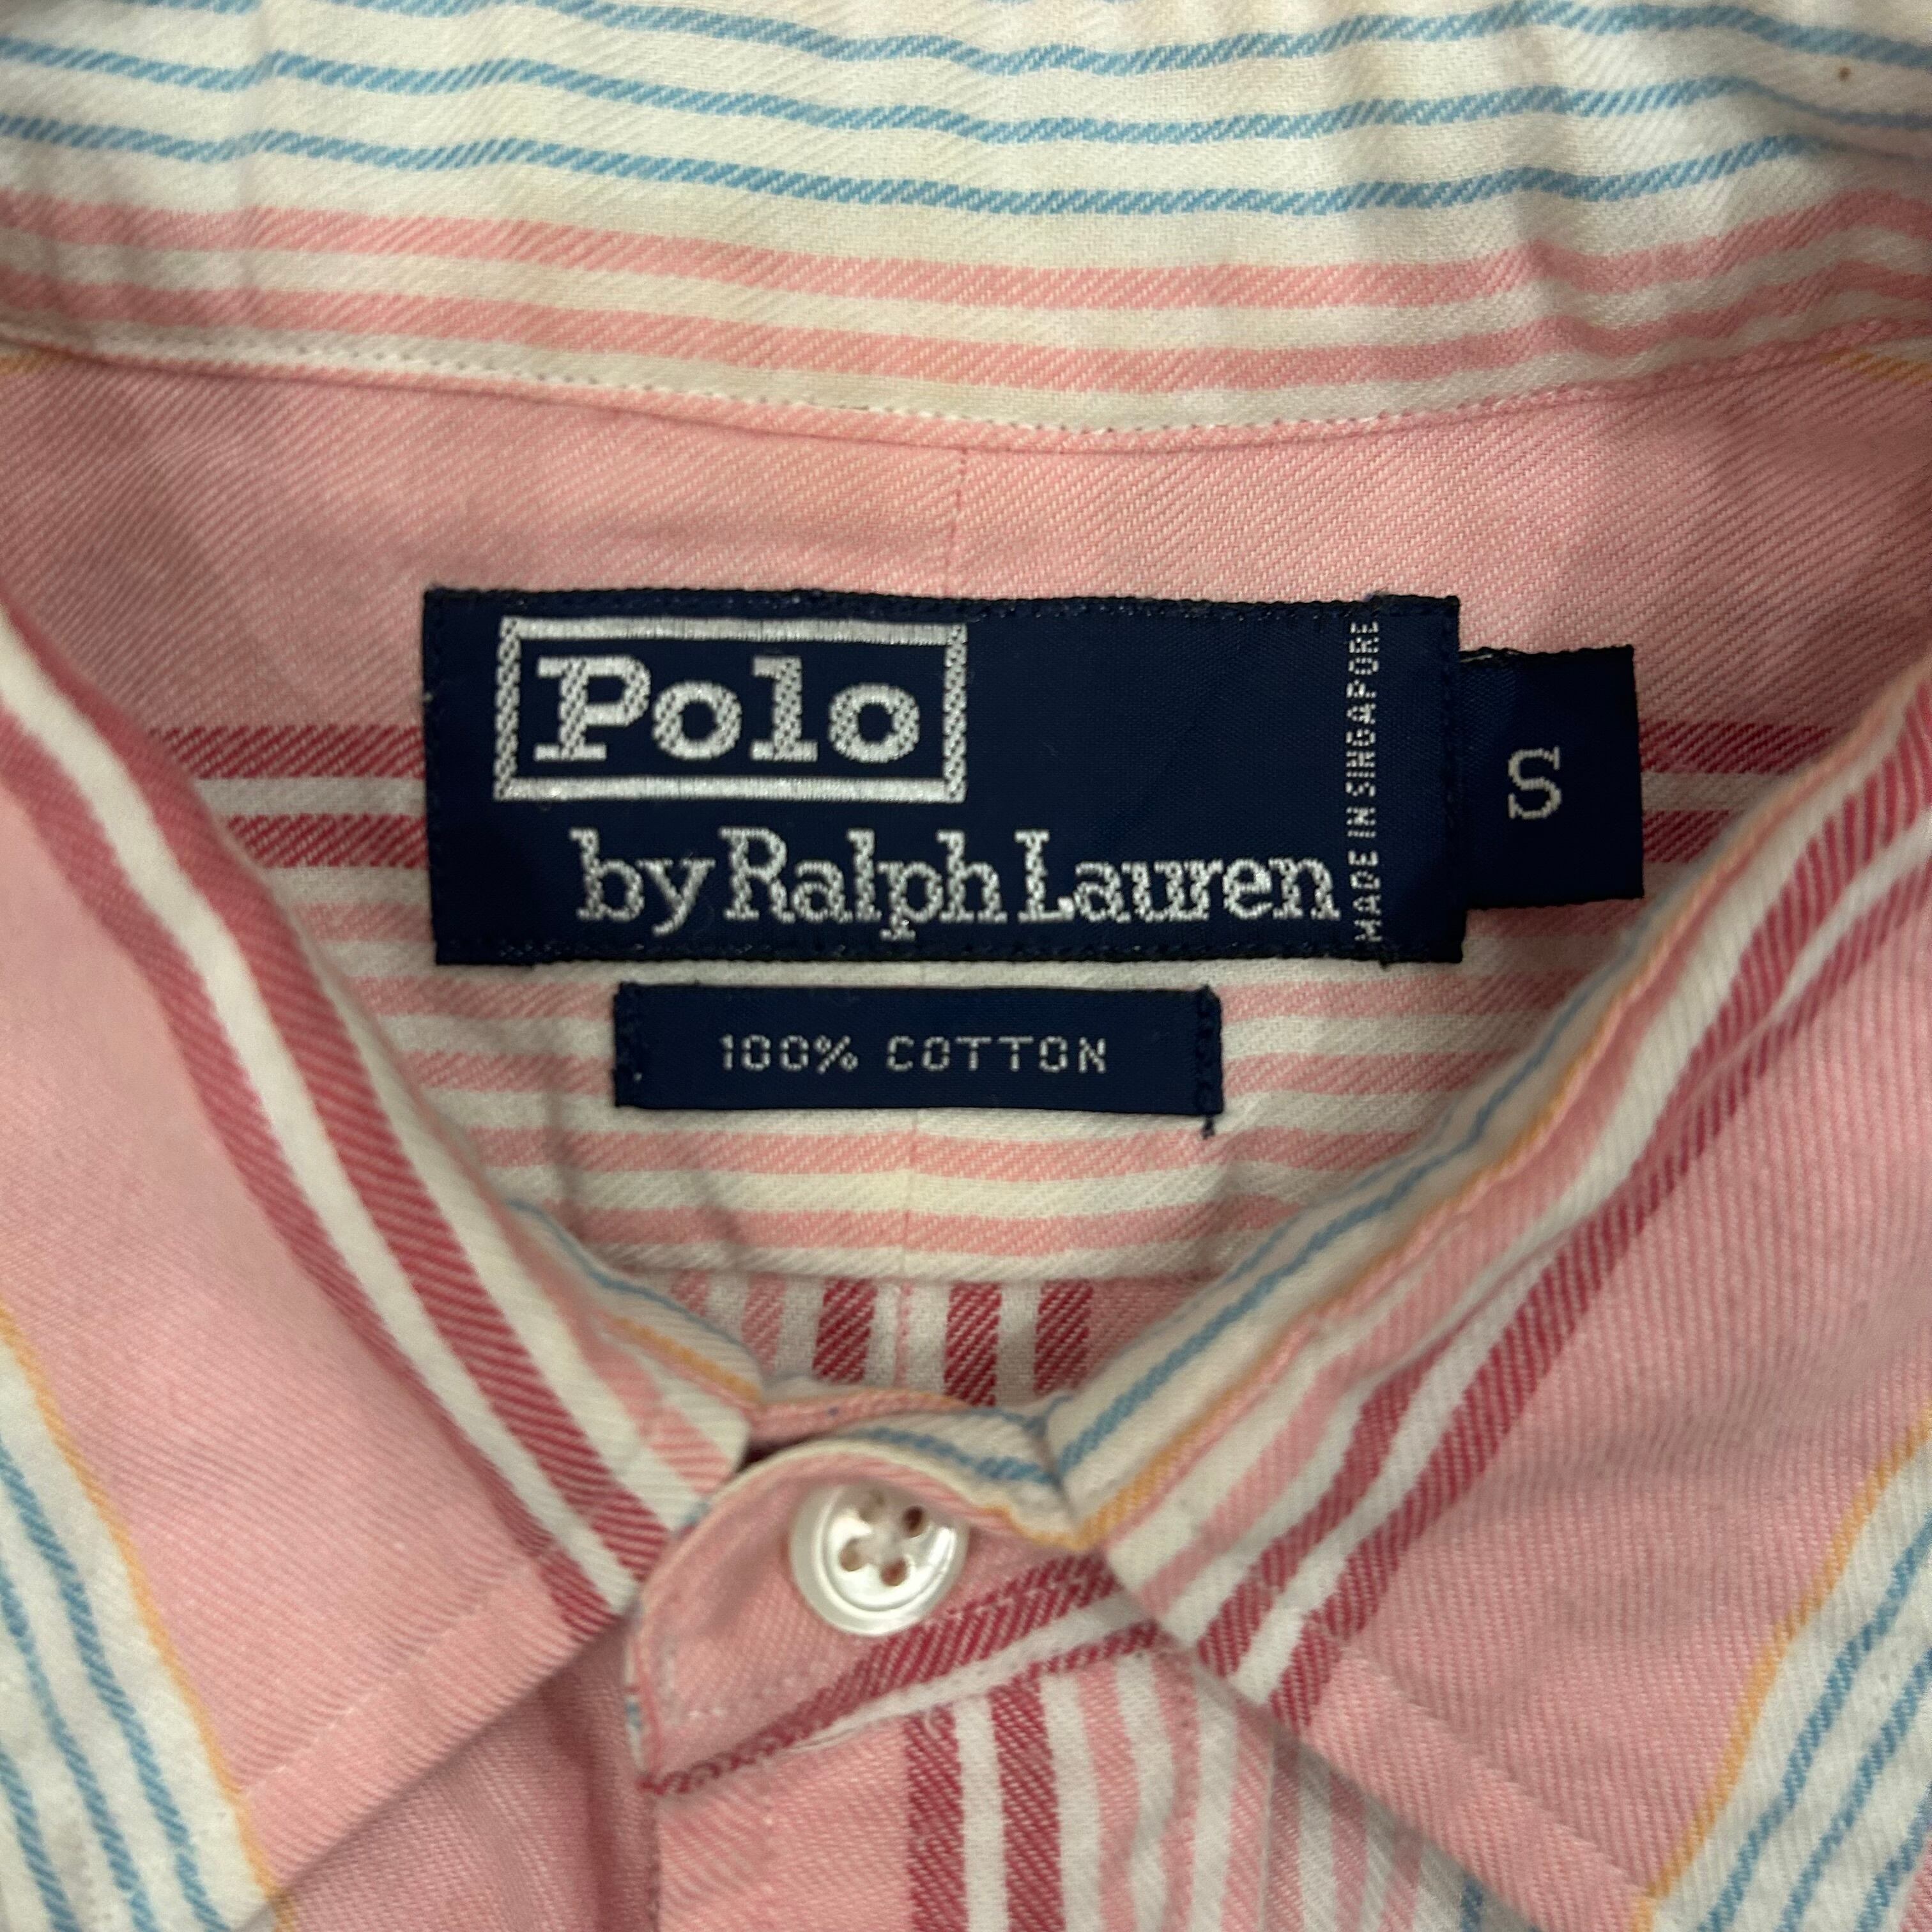 Polo
by Ralph Lauren
MADE IN SINGAPORE
S
100% COTTON